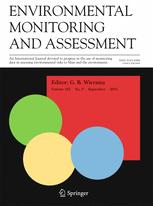 ENVIRONMENTAL
MONITORING
AND ASSESSMENT
An International Journal devoted to progress in the use of monitoring
data in assessing environmental risks to Man and the environment.
Editor: G. B. Wiersma
Springer